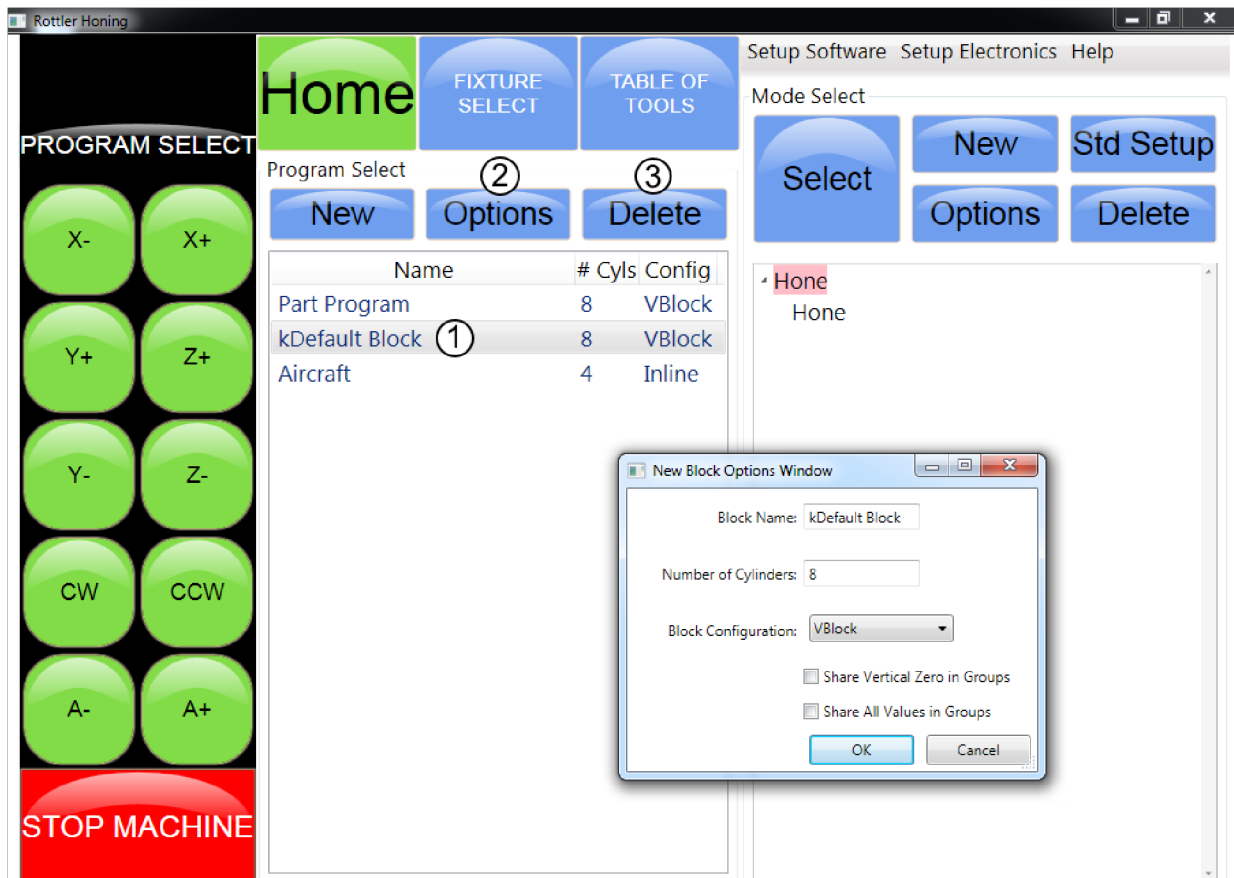 Rottler Honing
PROGRAM SELECT
X-
X+
Y+
Z+
Y-
Z-
CW
CCW
A-
A+
STOP MACHINE
Home
FIXTURE
SELECT
TABLE OF
TOOLS
Program Select
2
3
New
Options
Delete
Name # Cyls Config
Part Program 8 VBlock
kDefault Block 1 8 VBlock
Aircraft 4 Inline
Setup Software Setup Electronics Help
Mode Select
Select
New
Std Setup
Options
Delete
Hone
Hone
New Block Options Window
Block Name: kDefault Block
Number of Cylinders: 8
Block Configuration: VBlock
Share Vertical Zero in Groups
Share All Values in Groups
OK
Cancel